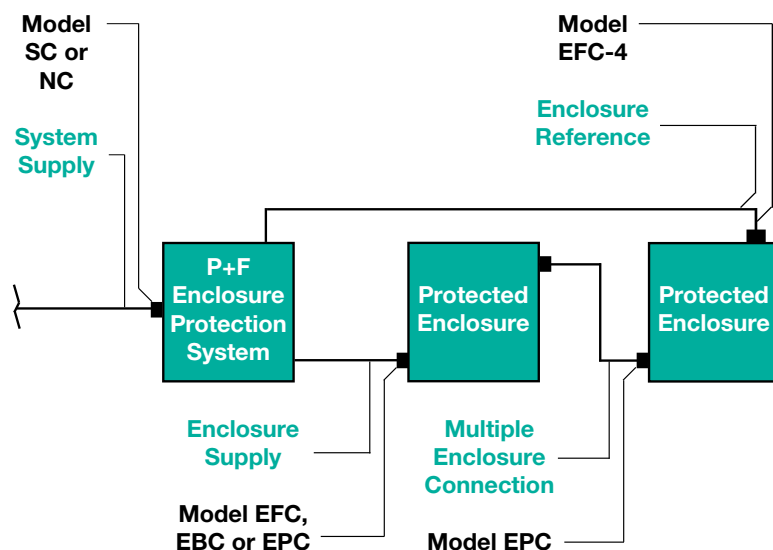 Model
SC or
NC
Model
EFC-4
System
Supply
Enclosure
Reference
P+F
Enclosure
Protection
System
Protected
Enclosure
Protected
Enclosure
Enclosure
Supply
Multiple
Enclosure
Connection
Model EFC,
EBC or EPC
Model EPC